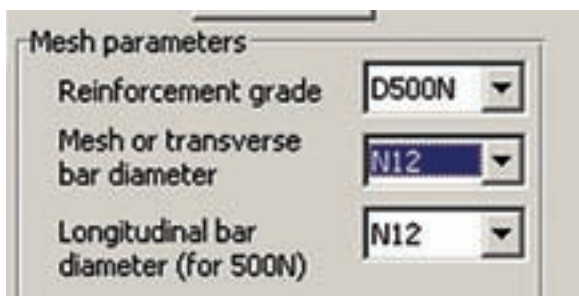 Mesh parameters
Reinforcement grade D500N
Mesh or transverse
bar diameter N12
Longitudinal bar N12
diameter (for 500N)